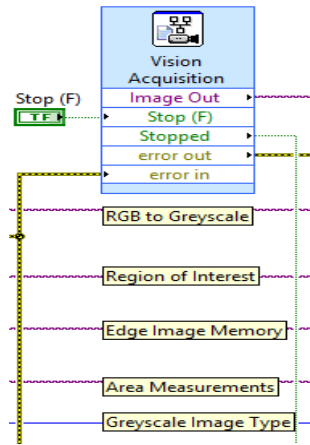 Vision
Acquisition
Image Out
Stop (F)
TF
Stop (F)
Stopped
error out
error in
RGB to Greyscale
Region of Interest
Edge Image Memory
Area Measurements
Greyscale Image Type